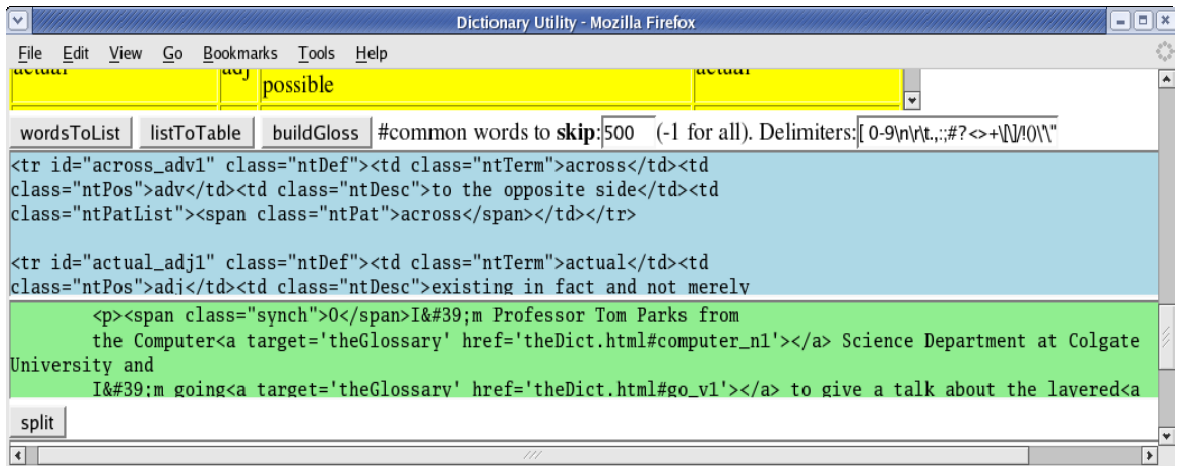 Dictionary Utility - Mozilla Firefox
File Edit View Go Bookmarks Tools Help
actual adj possible actual
wordsToList listToTable buildGloss #common words to skip: 500 (-1 for all). Delimiters: [ 0-9\n\r\t.,:;#?<>+\[\]/!()\'\"
<tr id="across_adv1" class="ntDef"><td class="ntTerm">across</td><td
class="ntPos">adv</td><td class="ntDesc">to the opposite side</td><td
class="ntPatList"><span class="ntPat">across</span></td></tr>
<tr id="actual_adj1" class="ntDef"><td class="ntTerm">actual</td><td
class="ntPos">adj</td><td class="ntDesc">existing in fact and not merely
<p><span class="synch">0</span>I&#39;m Professor Tom Parks from
the Computer<a target='theGlossary' href='theDict.html#computer_n1'></a> Science Department at Colgate
University and
I&#39;m going<a target='theGlossary' href='theDict.html#go_v1'></a> to give a talk about the layered<a
split